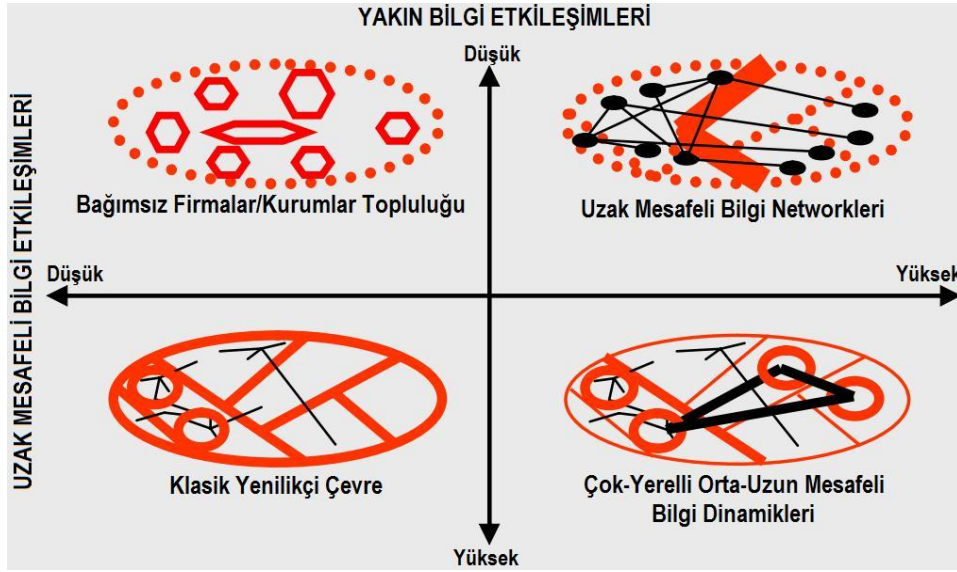 YAKIN BİLGİ ETKİLEŞİMLERİ
Düşük
UZAK MESAFELİ BİLGİ ETKİLEŞİMLERİ
Bağımsız Firmalar/Kurumlar Topluluğu
Uzak Mesafeli Bilgi Networkleri
Düşük
Yüksek
Klasik Yenilikçi Çevre
Çok-Yerelli Orta-Uzun Mesafeli
Bilgi Dinamikleri
Yüksek